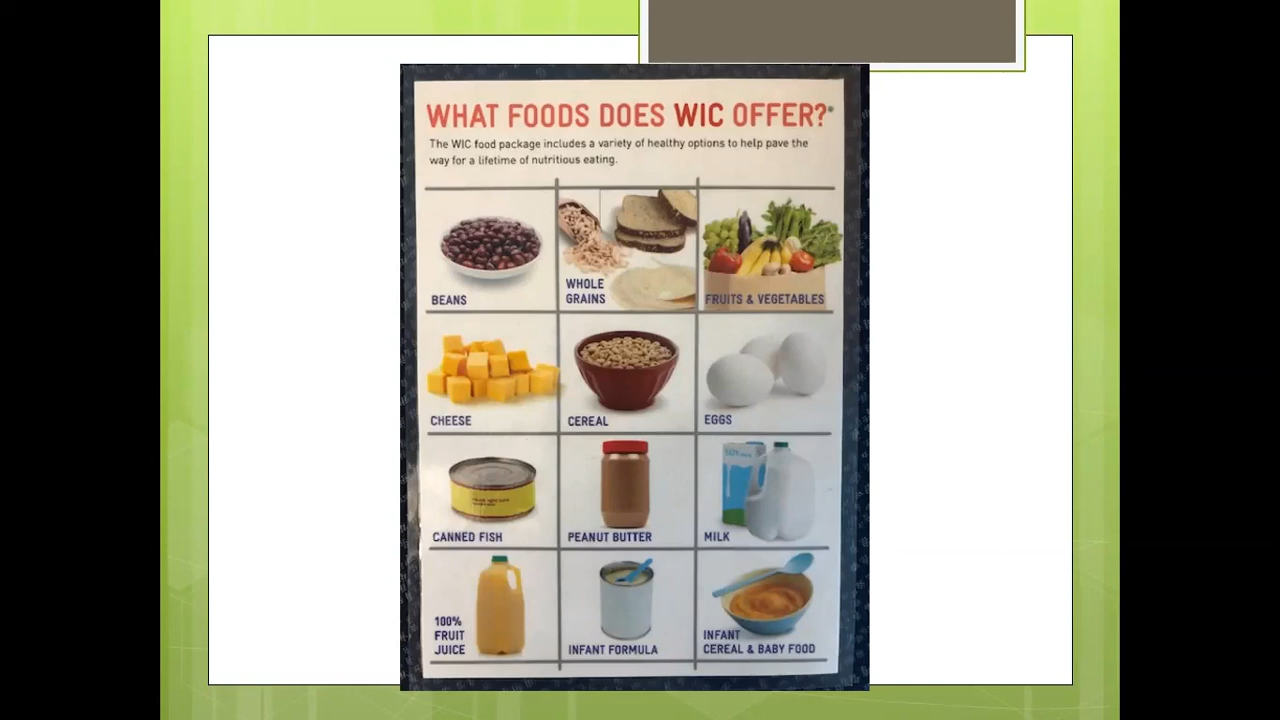 WHAT FOODS DOES WIC OFFER?*
The WIC food package includes a variety of healthy options to help pave the
way for a lifetime of nutritious eating.
BEANS
WHOLE
GRAINS
FRUITS & VEGETABLES
CHEESE
CEREAL
EGGS
CANNED FISH
PEANUT BUTTER
MILK
100%
FRUIT
JUICE
INFANT FORMULA
INFANT
CEREAL & BABY FOOD